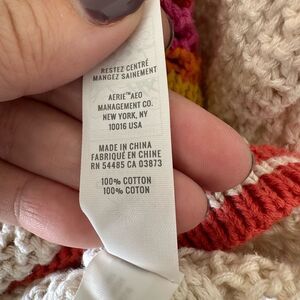 RESTEZ CENTRÉ
MANGEZ SAINEMENT
AERIE™AEO
MANAGEMENT CO.
NEW YORK, NY
10016 USA
MADE IN CHINA
FABRIQUÉ EN CHINE
RN 54485 CA 03873
100% COTTON
100% COTON